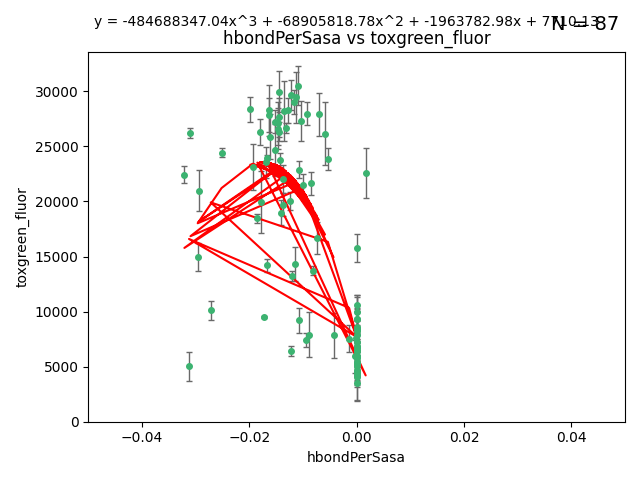 y = -484688347.04x^3 + -68905818.78x^2 + -1963782.98x + 7710.13
N = 87
hbondPerSasa vs toxgreen_fluor
30000
25000
20000
15000
10000
5000
0
toxgreen_fluor
−0.04
−0.02
0.00
0.02
0.04
hbondPerSasa